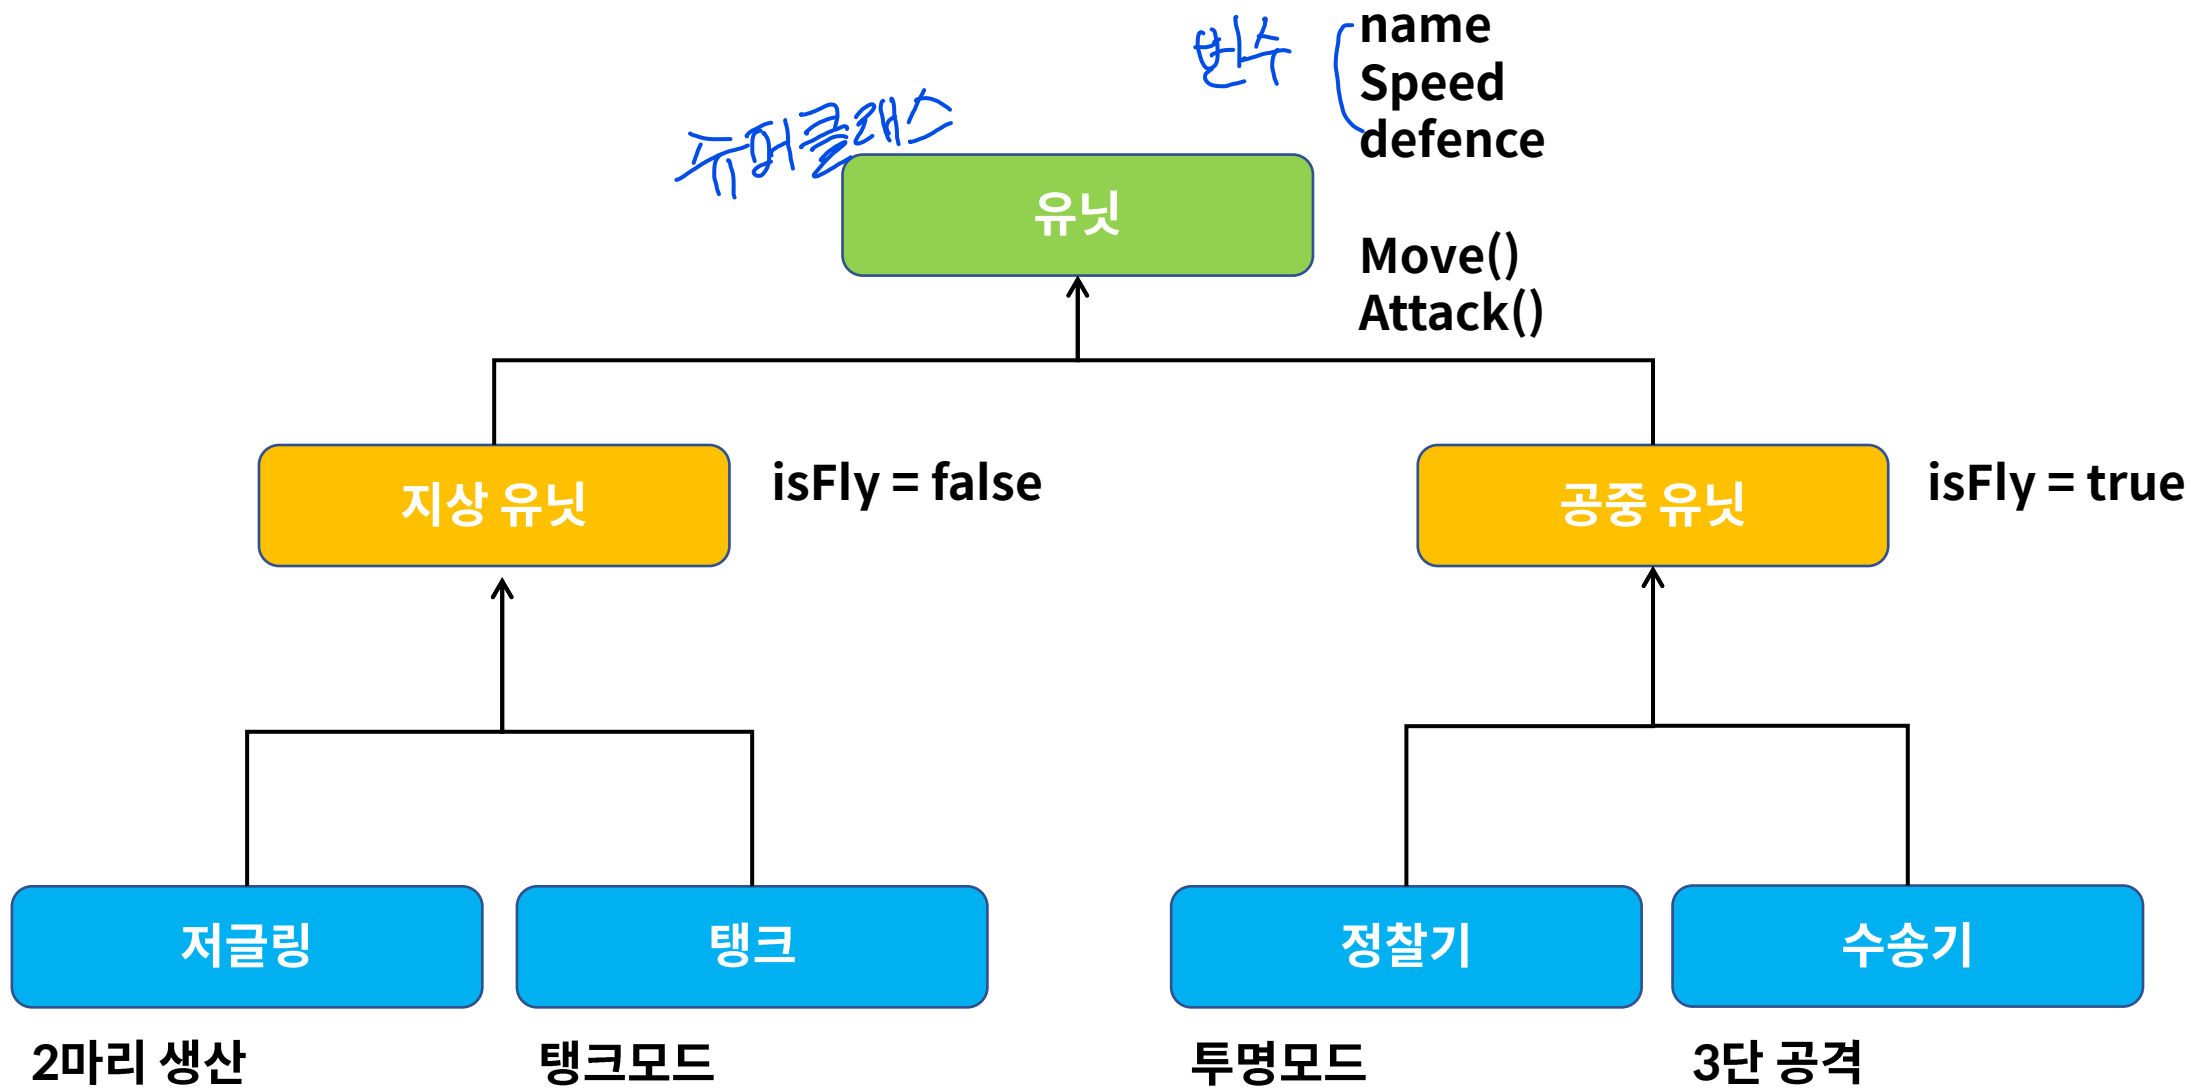 변수
name
Speed
defence
슈퍼클래스
유닛
Move()
Attack()
지상 유닛
isFly = false
공중 유닛
isFly = true
저글링
탱크
정찰기
수송기
2마리 생산
탱크모드
투명모드
3단 공격